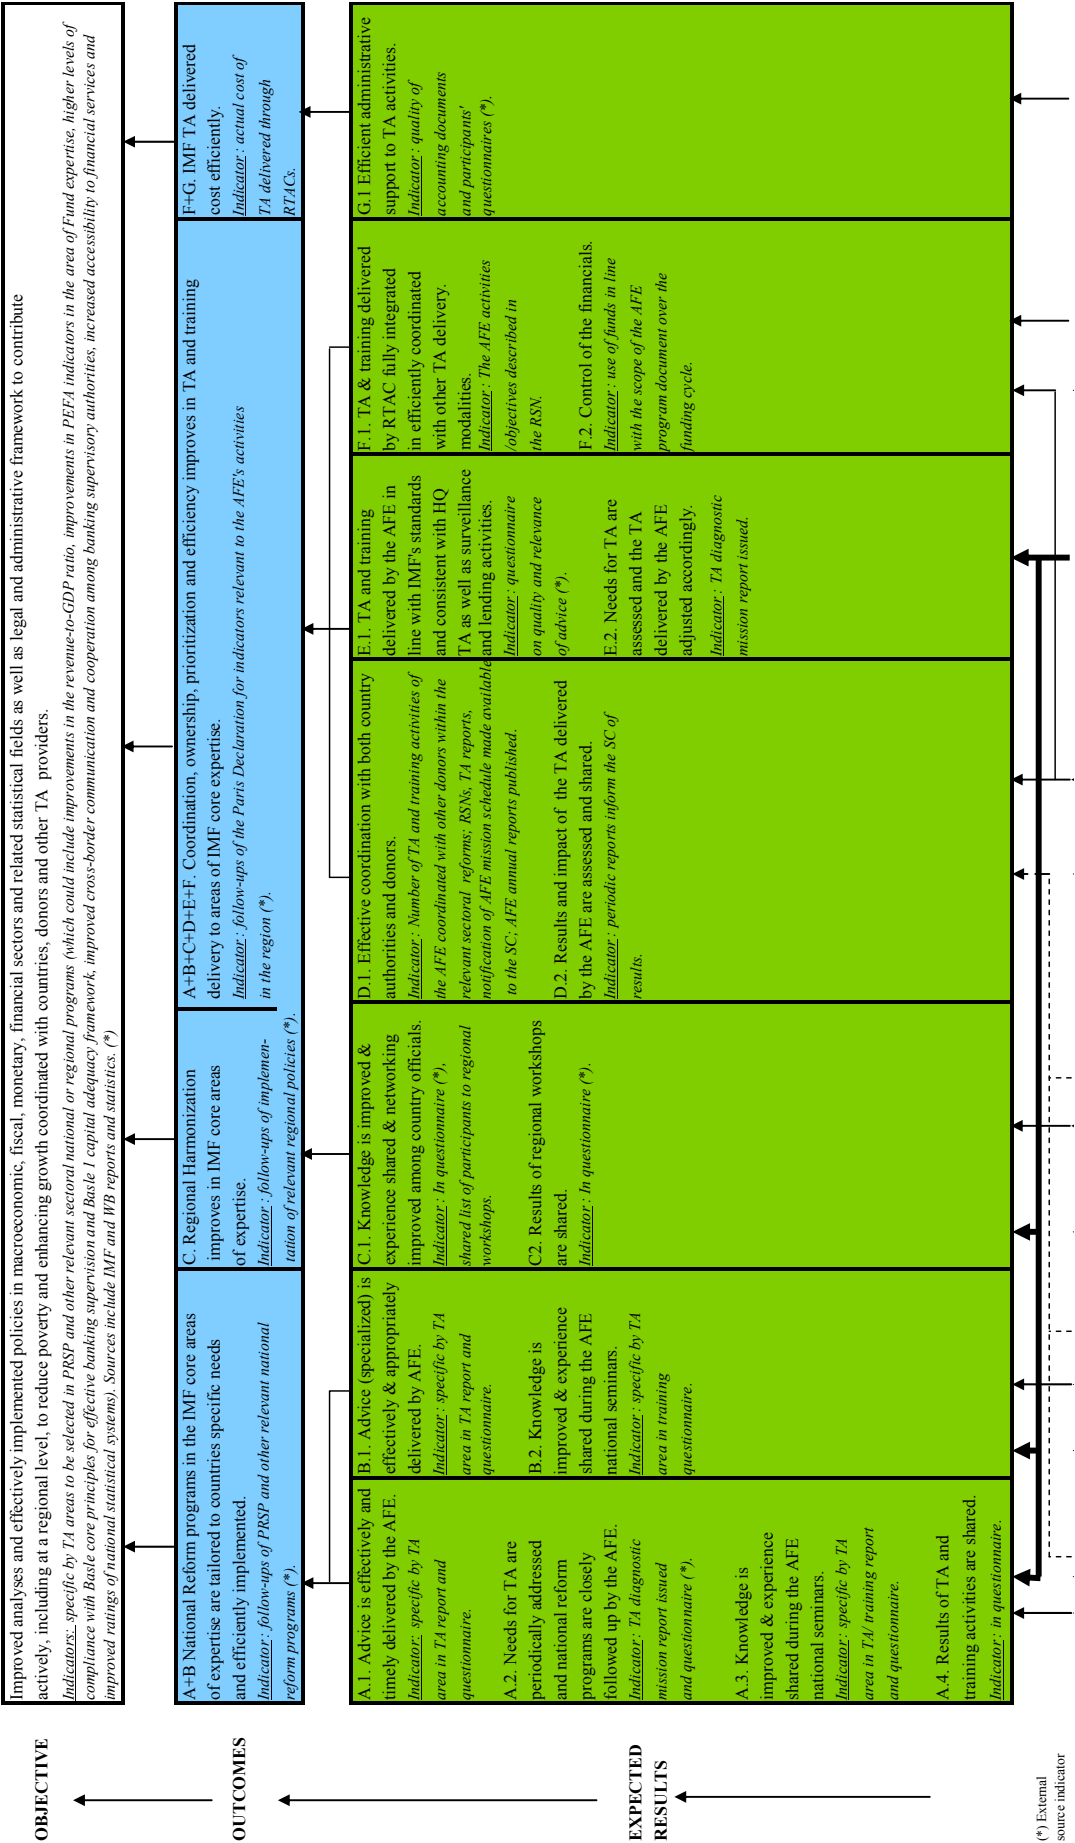 OBJECTIVE
Improved analyses and effectively implemented policies in macroeconomic, fiscal, monetary, financial sectors and related statistical fields as well as legal and administrative framework to contribute
actively, including at a regional level, to reduce poverty and enhancing growth coordinated with countries, donors and other TA providers.
Indicators: specific by TA areas to be selected in PRSP and other relevant sectoral national or regional programs (which could include improvements in the revenue-to-GDP ratio, improvements in PEFA indicators in the area of Fund expertise, higher levels of
compliance with Basle core principles for effective banking supervision and Basle 1 capital adequacy framework, improved cross-border communication and cooperation among banking supervisory authorities, increased accessibility to financial services and
improved ratings of national statistical systems). Sources include IMF and WB reports and statistics. (*)
OUTCOMES
A+B National Reform programs in the IMF core areas
of expertise are tailored to countries specific needs
and efficiently implemented.
Indicator : follow-ups of PRSP and other relevant national
reform programs (*).
C. Regional Harmonization
improves in IMF core areas
of expertise.
Indicator : follow-ups of implemen-
tation of relevant regional policies (*).
A+B+C+D+E+F. Coordination, ownership, prioritization and efficiency improves in TA and training
delivery to areas of IMF core expertise.
Indicator : follow-ups of the Paris Declaration for indicators relevant to the AFE's activities
in the region (*).
F+G. IMF TA delivered
cost efficiently.
Indicator : actual cost of
TA delivered through
RTACs.
EXPECTED
RESULTS
A.1. Advice is effectively and
timely delivered by the AFE.
Indicator: specific by TA
area in TA report and
questionnaire.
A.2. Needs for TA are
periodically addressed
and national reform
programs are closely
followed up by the AFE.
Indicator: TA diagnostic
mission report issued
and questionnaire (*).
A.3. Knowledge is
improved & experience
shared during the AFE
national seminars.
Indicator : specific by TA
area in TA/ training report
and questionnaire.
A.4. Results of TA and
training activities are shared.
Indicator : in questionnaire.
B.1. Advice (specialized) is
effectively & appropriately
delivered by AFE.
Indicator : specific by TA
area in TA report and
questionnaire.
B.2. Knowledge is
improved & experience
shared during the AFE
national seminars.
Indicator : specific by TA
area in training
questionnaire.
C.1. Knowledge is improved &
experience shared & networking
improved among country officials.
Indicator : In questionnaire (*),
shared list of participants to regional
workshops.
C2. Results of regional workshops
are shared.
Indicator : In questionnaire (*).
D.1. Effective coordination with both country
authorities and donors.
Indicator : Number of TA and training activities of
the AFE coordinated with other donors within the
relevant sectoral reforms; RSNs, TA reports,
notification of AFE mission schedule made available
to the SC; AFE annual reports published.
D.2. Results and impact of the TA delivered
by the AFE are assessed and shared.
Indicator : periodic reports inform the SC of
results.
E.1. TA and training
delivered by the AFE in
line with IMF's standards
and consistent with HQ
TA as well as surveillance
and lending activities.
Indicator : questionnaire
on quality and relevance
of advice (*).
E.2. Needs for TA are
assessed and the TA
delivered by the AFE
adjusted accordingly.
Indicator : TA diagnostic
mission report issued.
F.1. TA & training delivered
by RTAC fully integrated
in efficiently coordinated
with other TA delivery.
modalities.
Indicator : The AFE activities
/objectives described in
the RSN.
F.2. Control of the financials.
Indicator : use of funds in line
with the scope of the AFE
program document over the
funding cycle.
G.1 Efficient administrative
support to TA activities.
Indicator : quality of
accounting documents
and participants'
questionnaires (*).
(*) External
source indicator